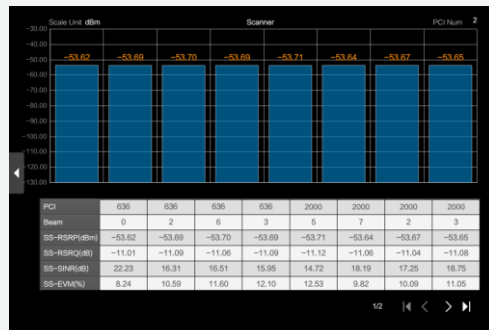 Scale Unit dBm Scanner PCI Num 2
-30.00
-40.00
-50.00
-53.62 -53.69 -53.70 -53.69 -53.71 -53.64 -53.67 -53.65
-60.00
-70.00
-80.00
-90.00
-100.00
-110.00
-120.00
-130.00
PCI 636 636 636 636 2000 2000 2000 2000
Beam 0 2 6 3 5 7 2 3
SS-RSRP(dBm) -53.62 -53.69 -53.70 -53.69 -53.71 -53.64 -53.67 -53.65
SS-RSRQ(dB) -11.01 -11.09 -11.06 -11.09 -11.12 -11.06 -11.04 -11.08
SS-SINR(dB) 22.23 16.31 16.51 15.95 14.72 18.19 17.25 18.75
SS-EVM(%) 8.24 10.59 11.60 12.10 12.53 9.82 10.09 11.05
1/2